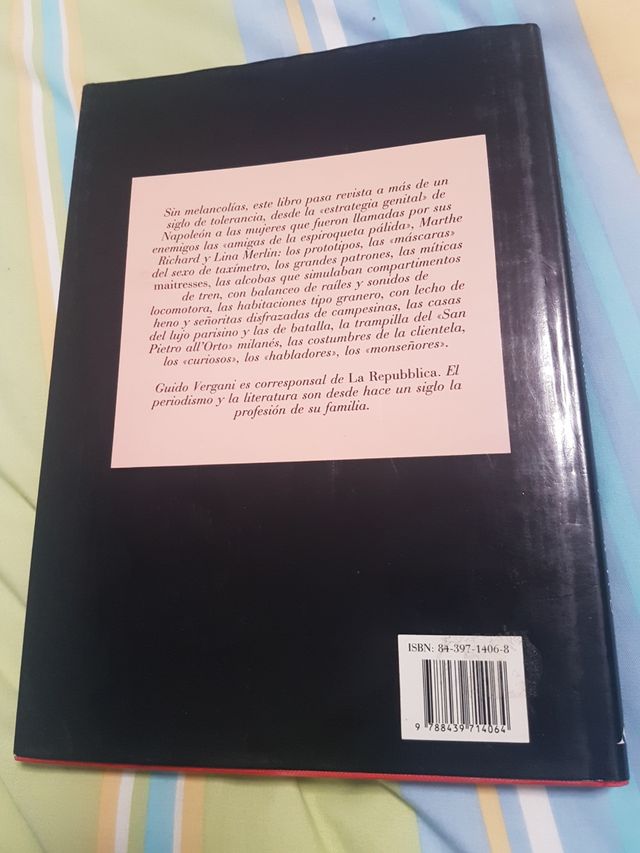 Sin melancolías, este libro pasa revista a más de un
siglo de tolerancia, desde la «estrategia genital» de
Napoleón a las mujeres que fueron llamadas por sus
enemigos las «amigas de la espiroqueta pálida», Marthe
Richard y Lina Merlin: los prototipos, las «máscaras»
del sexo de taxímetro, los grandes patrones, las míticas
maitresses, las alcobas que simulaban compartimentos
de tren, con balanceo de raíles y sonidos de
locomotora, las habitaciones tipo granero, con lecho de
heno y señoritas disfrazadas de campesinas, las casas
del lujo parisino y las de batalla, la trampilla del «San
Pietro all'Orto» milanés, las costumbres de la clientela,
los «curiosos», los «habladores», los «monseñores».
Guido Vergani es corresponsal de La Repubblica. El
periodismo y la literatura son desde hace un siglo la
profesión de su familia.
ISBN: 84-397-1406-8
9 788439 714064